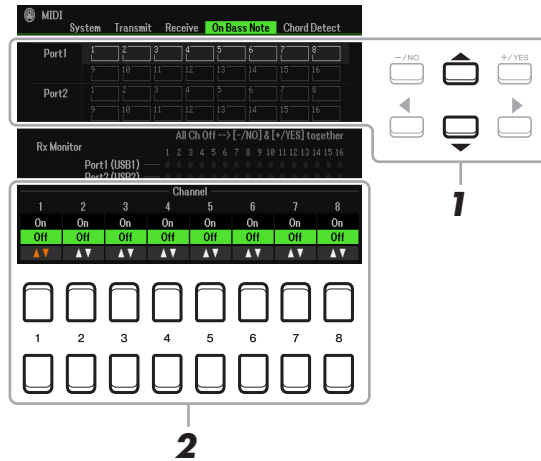 MIDI
System Transmit Receive On Bass Note Chord Detect
Port1 1 2 3 4 5 6 7 8
9 10 11 12 13 14 15 16
Port2 1 2 3 4 5 6 7 8
9 10 11 12 13 14 15 16
-/NO +/YES
1
All Ch Off --> [-/NO] & [+/YES] together
Rx Monitor 1 2 3 4 5 6 7 8 9 10 11 12 13 14 15 16
Port1 (USB1)
Port2 (USB2)
Channel
1 2 3 4 5 6 7 8
On On On On On On On On
Off Off Off Off Off Off Off Off
1 2 3 4 5 6 7 8
2